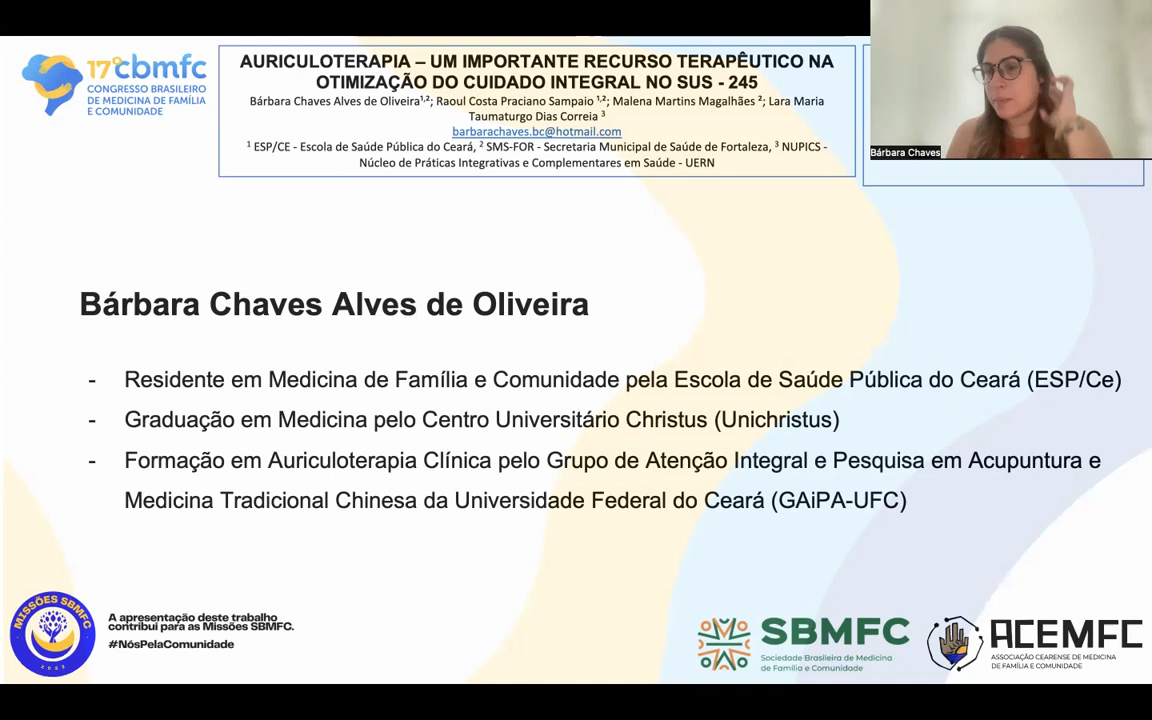 17º cbmfc
CONGRESSO BRASILEIRO
DE MEDICINA DE FAMÍLIA
E COMUNIDADE
AURICULOTERAPIA – UM IMPORTANTE RECURSO TERAPÊUTICO NA
OTIMIZAÇÃO DO CUIDADO INTEGRAL NO SUS - 245
Bárbara Chaves Alves de Oliveira¹,²; Raoul Costa Praciano Sampaio ¹,²; Malena Martins Magalhães ²; Lara Maria
Taumaturgo Dias Correia ³
barbarachaves.bc@hotmail.com
¹ ESP/CE - Escola de Saúde Pública do Ceará, ² SMS-FOR - Secretaria Municipal de Saúde de Fortaleza, ³ NUPICS -
Núcleo de Práticas Integrativas e Complementares em Saúde - UERN
Bárbara Chaves
Bárbara Chaves Alves de Oliveira
- Residente em Medicina de Família e Comunidade pela Escola de Saúde Pública do Ceará (ESP/Ce)
- Graduação em Medicina pelo Centro Universitário Christus (Unichristus)
- Formação em Auriculoterapia Clínica pelo Grupo de Atenção Integral e Pesquisa em Acupuntura e
Medicina Tradicional Chinesa da Universidade Federal do Ceará (GAiPA-UFC)
MISSÕES SBMFC
2023
A apresentação deste trabalho
contribui para as Missões SBMFC.
#NósPelaComunidade
SBMFC
Sociedade Brasileira de Medicina
de Família e Comunidade
ACEMFC
ASSOCIAÇÃO CEARENSE DE MEDICINA
DE FAMÍLIA E COMUNIDADE